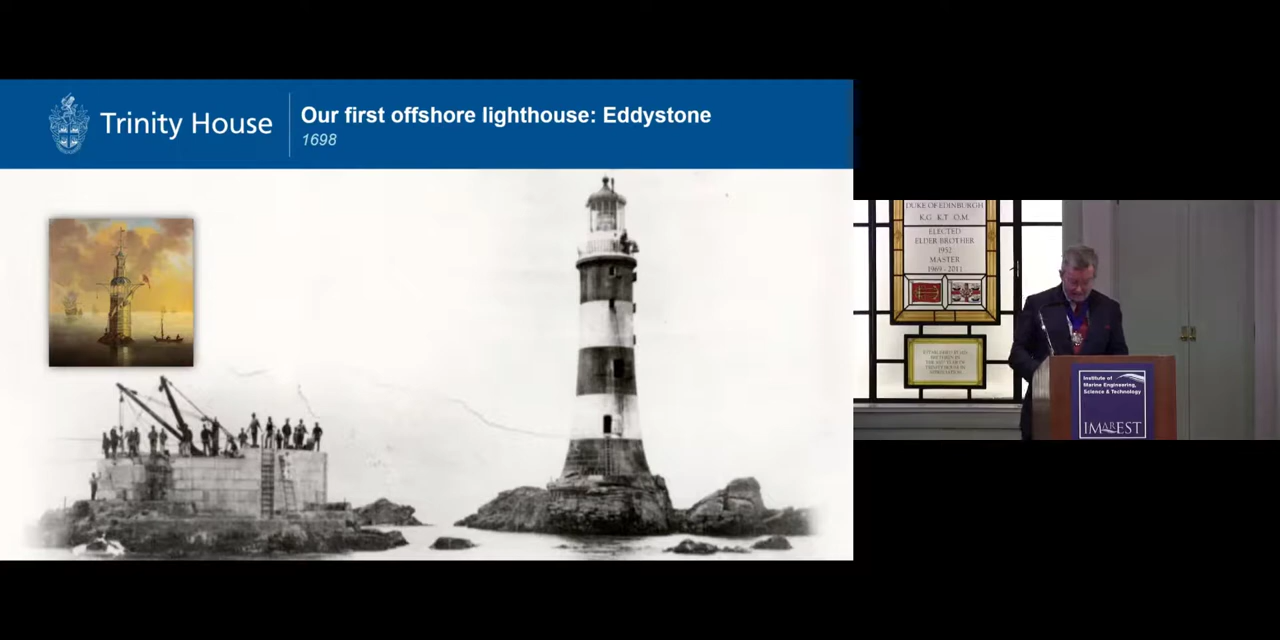 Trinity House
Our first offshore lighthouse: Eddystone
1698
DUKE OF EDINBURGH
K.G K.T O.M.
ELECTED
ELDER BROTHER
1952
MASTER
1969-2011
Institute of
Marine Engineering,
Science & Technology
IMarEST